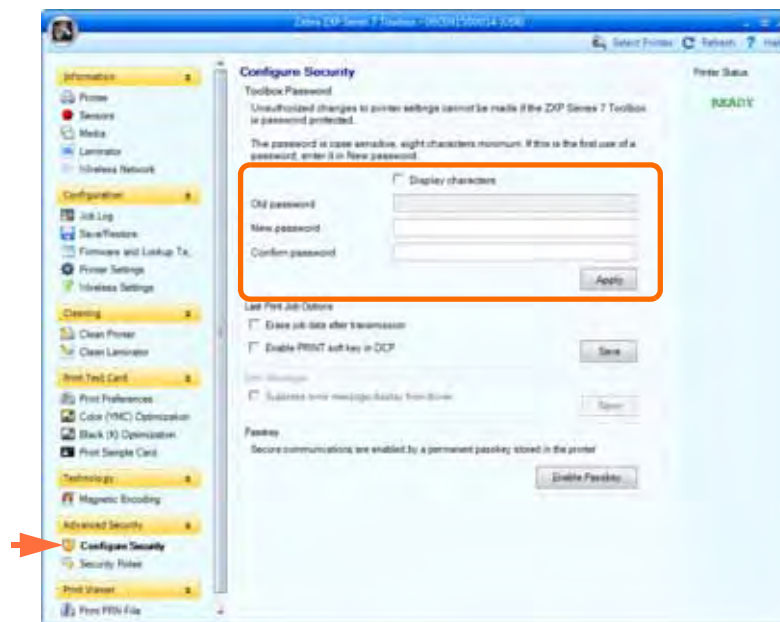 Zebra ZXP Series 7 Toolbox
Select Printer
Refresh
Information
Printer
Sensors
Media
Laminator
Wireless Network
Configuration
Job Log
Save/Restore
Firmware and Lookup Ta.
Printer Settings
Wireless Settings
Cleaning
Clean Printer
Clean Laminator
Print Test Card
Print Preferences
Color (YMC) Optimization
Black (K) Optimization
Print Sample Card
Technology
Magnetic Encoding
Advanced Security
Configure Security
Security Roles
Print Viewer
Print PRN File
Configure Security
Toolbox Password
Unauthorized changes to printer settings cannot be made if the ZXP Series 7 Toolbox
is password protected.
The password is case sensitive, eight characters minimum. If this is the first use of a
password, enter it in New password.
Display characters
Old password
New password
Confirm password
Apply
Last Print Job Options
Erase job data after transmission
Enable PRINT soft key in OCP
Save
Suppress error message display from driver
Save
Passkey
Secure communications are enabled by a permanent passkey stored in the printer
Enable Passkey
Printer Status
READY